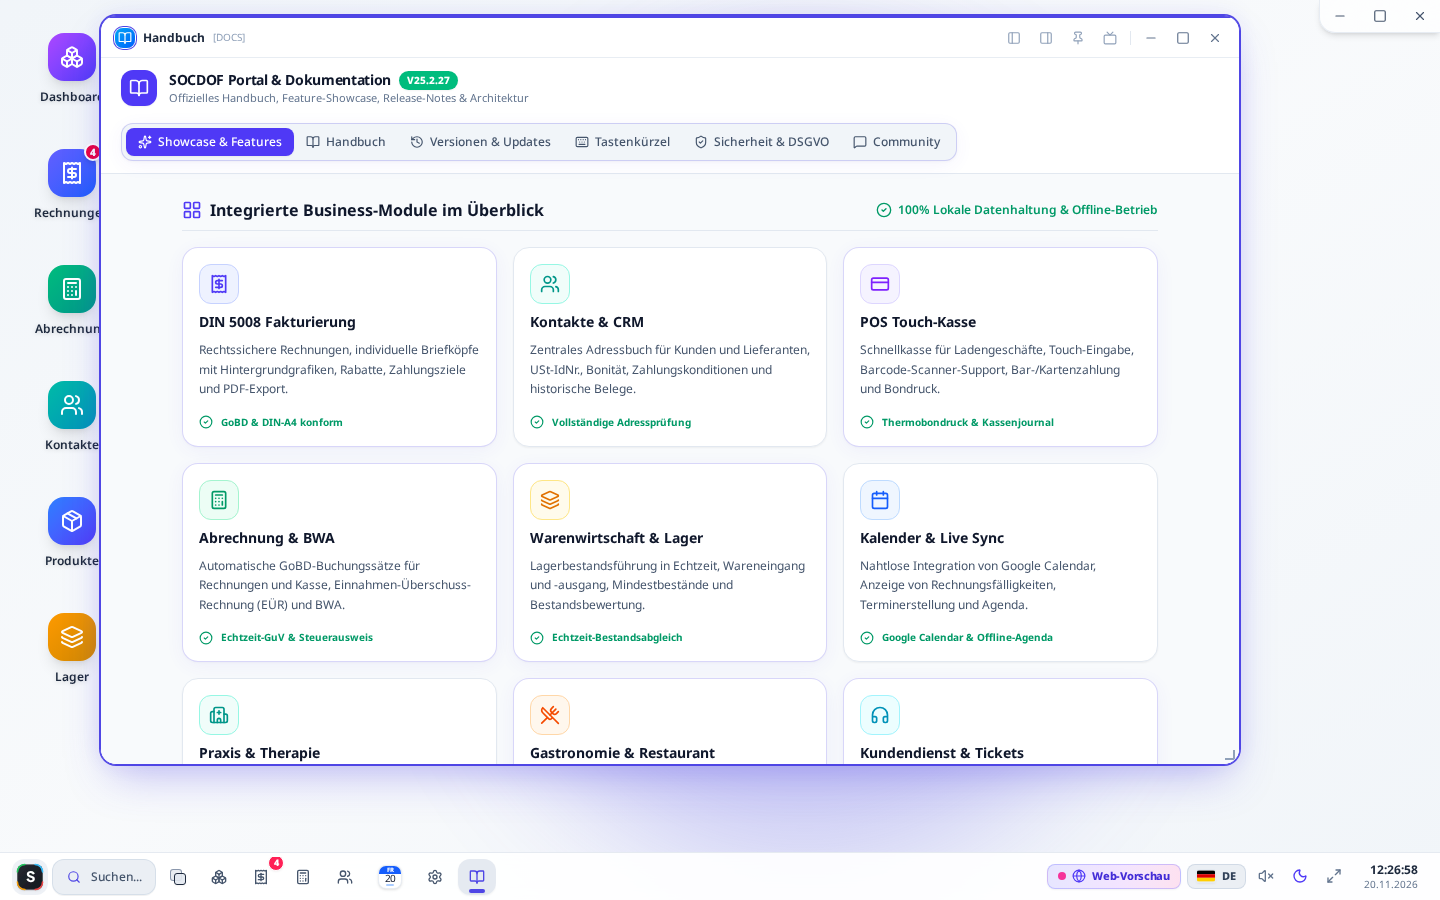 Handbuch [DOCS]
SOCDOF Portal & Dokumentation V25.2.27
Offizielles Handbuch, Feature-Showcase, Release-Notes & Architektur
Showcase & Features Handbuch Versionen & Updates Tastenkürzel Sicherheit & DSGVO Community
Dashboard
4
Rechnunge
Abrechnun
Kontakte
Produkte
Lager
Integrierte Business-Module im Überblick
100% Lokale Datenhaltung & Offline-Betrieb
DIN 5008 Fakturierung
Rechtssichere Rechnungen, individuelle Briefköpfe
mit Hintergrundgrafiken, Rabatte, Zahlungsziele
und PDF-Export.
GoBD & DIN-A4 konform
Kontakte & CRM
Zentrales Adressbuch für Kunden und Lieferanten,
USt-IdNr., Bonität, Zahlungskonditionen und
historische Belege.
Vollständige Adressprüfung
POS Touch-Kasse
Schnellkasse für Ladengeschäfte, Touch-Eingabe,
Barcode-Scanner-Support, Bar-/Kartenzahlung
und Bondruck.
Thermobondruck & Kassenjournal
Abrechnung & BWA
Automatische GoBD-Buchungssätze für
Rechnungen und Kasse, Einnahmen-Überschuss-
Rechnung (EÜR) und BWA.
Echtzeit-GuV & Steuerausweis
Warenwirtschaft & Lager
Lagerbestandsführung in Echtzeit, Wareneingang
und -ausgang, Mindestbestände und
Bestandsbewertung.
Echtzeit-Bestandsabgleich
Kalender & Live Sync
Nahtlose Integration von Google Calendar,
Anzeige von Rechnungsfälligkeiten,
Terminerstellung und Agenda.
Google Calendar & Offline-Agenda
Praxis & Therapie
Gastronomie & Restaurant
Kundendienst & Tickets
S
Suchen...
4
FR
20
Web-Vorschau
DE
12:26:58
20.11.2026